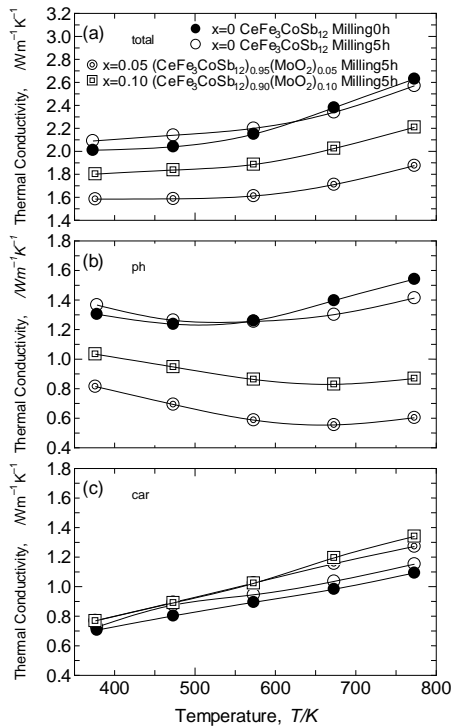 (a) total
● x=0 CeFe₃CoSb₁₂ Milling0h
○ x=0 CeFe₃CoSb₁₂ Milling5h
◎ x=0.05 (CeFe₃CoSb₁₂)₀.₉₅(MoO₂)₀.₀₅ Milling5h
x=0.10 (CeFe₃CoSb₁₂)₀.₉₀(MoO₂)₀.₁₀ Milling5h
Thermal Conductivity, /Wm⁻¹K⁻¹
3.2
3.0
2.8
2.6
2.4
2.2
2.0
1.8
1.6
1.4
(b) ph
Thermal Conductivity, /Wm⁻¹K⁻¹
1.8
1.6
1.4
1.2
1.0
0.8
0.6
0.4
(c) car
Thermal Conductivity, /Wm⁻¹K⁻¹
1.8
1.6
1.4
1.2
1.0
0.8
0.6
0.4
400 500 600 700 800
Temperature, T/K